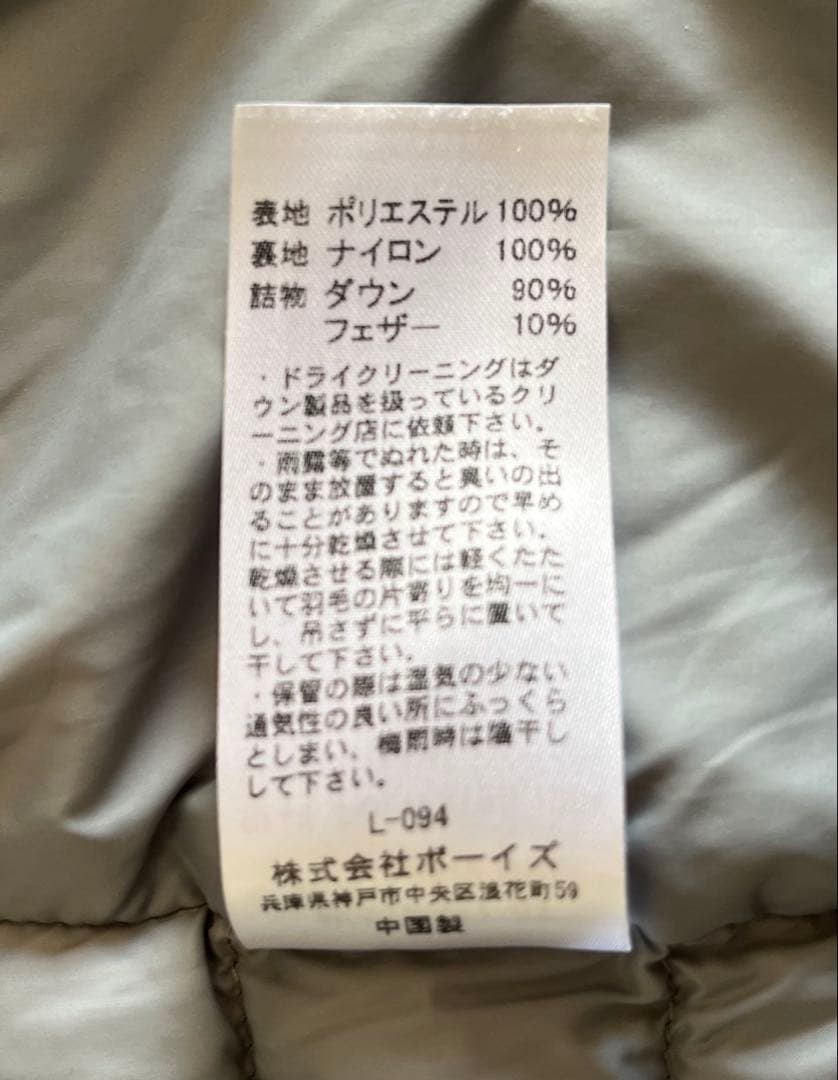 表地 ポリエステル 100%
裏地 ナイロン 100%
詰物 ダウン 90%
フェザー 10%
・ドライクリーニングはダ
ウン製品を扱っているクリ
ーニング店に依頼下さい。
・雨露等でぬれた時は、そ
のまま放置すると臭いの出
ることがありますので早め
に十分乾燥させて下さい。
乾燥させる際には軽くたた
いて羽毛の片寄りを均一に
し、吊さずに平らに置いて
干して下さい。
・保管の際は湿気の少ない
通気性の良い所にふっくら
としまい、梅雨時は陰干し
して下さい。
L-094
株式会社ボーイズ
兵庫県神戸市中央区浪花町59
中国製